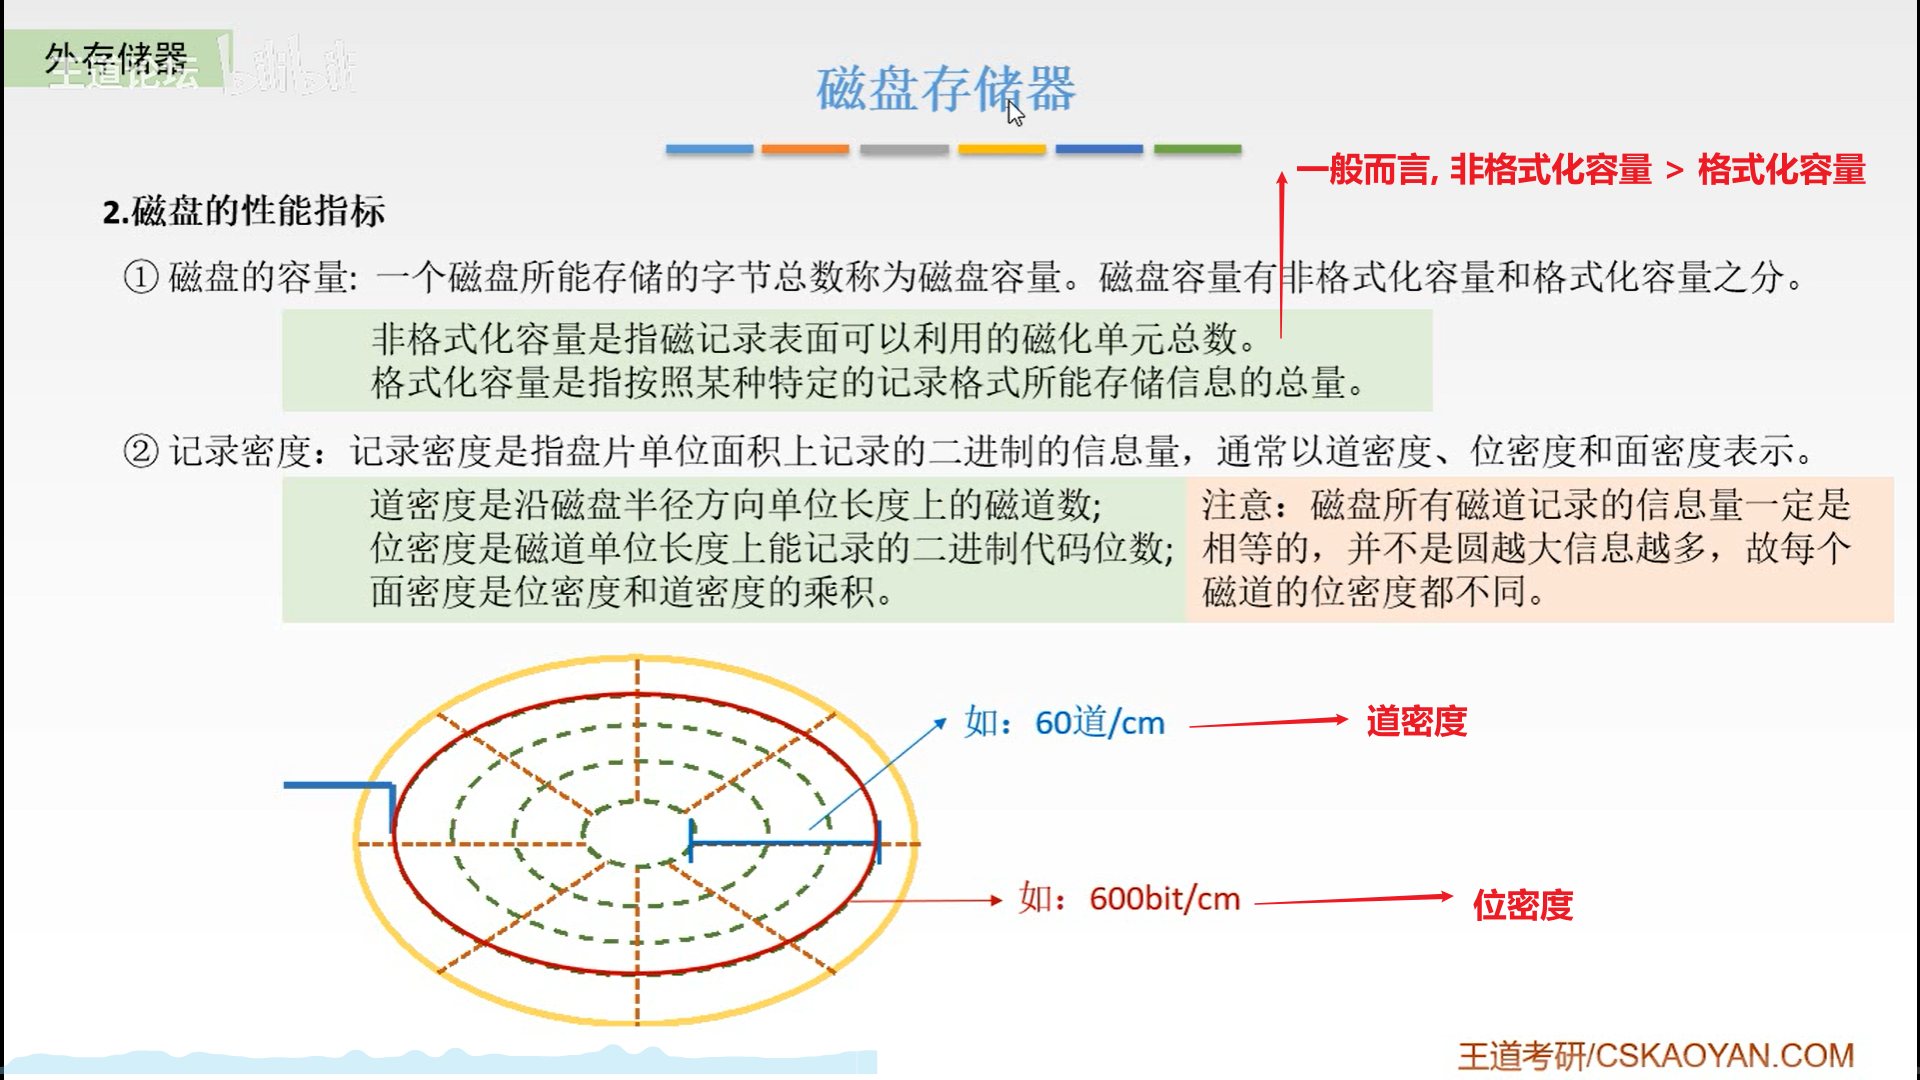 外存储器
王道论坛 bilibili
磁盘存储器
一般而言, 非格式化容量 > 格式化容量
2.磁盘的性能指标
① 磁盘的容量: 一个磁盘所能存储的字节总数称为磁盘容量。磁盘容量有非格式化容量和格式化容量之分。
非格式化容量是指磁记录表面可以利用的磁化单元总数。
格式化容量是指按照某种特定的记录格式所能存储信息的总量。
② 记录密度：记录密度是指盘片单位面积上记录的二进制的信息量，通常以道密度、位密度和面密度表示。
道密度是沿磁盘半径方向单位长度上的磁道数;
位密度是磁道单位长度上能记录的二进制代码位数;
面密度是位密度和道密度的乘积。
注意：磁盘所有磁道记录的信息量一定是
相等的，并不是圆越大信息越多，故每个
磁道的位密度都不同。
如：60道/cm
道密度
如：600bit/cm
位密度
王道考研/CSKAOYAN.COM